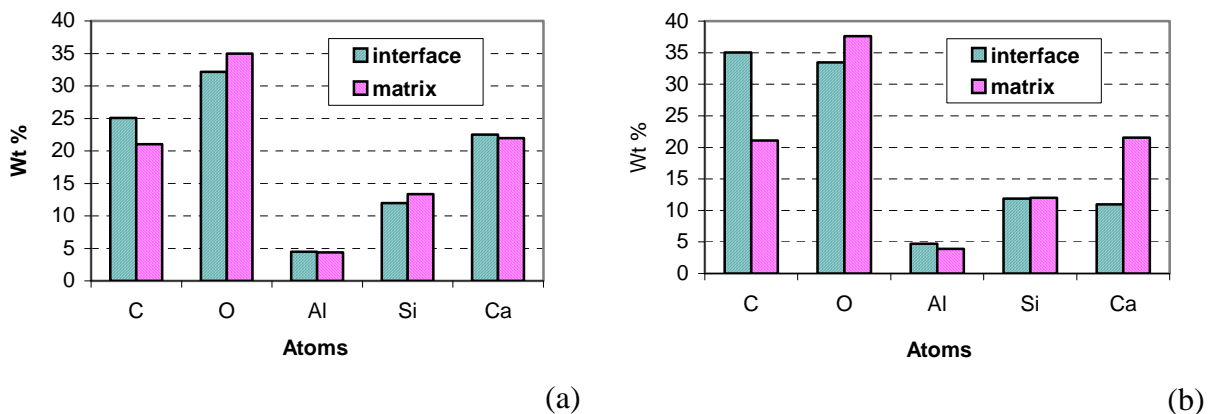 40
35
30
25
20
15
10
5
0
Wt %
interface
matrix
C O Al Si Ca
Atoms
(a)
40
35
30
25
20
15
10
5
0
Wt %
interface
matrix
C O Al Si Ca
Atoms
(b)